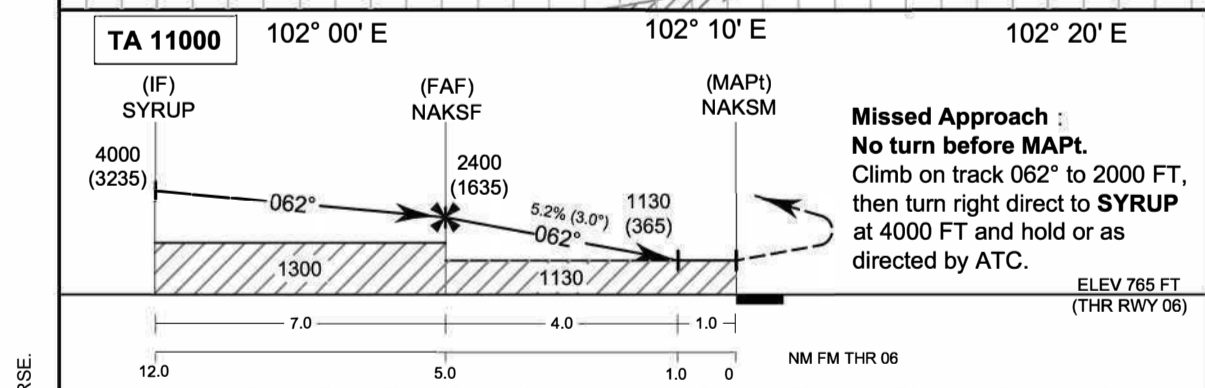 102° 00' E
102° 10' E
102° 20' E
TA 11000
(IF)
SYRUP
(FAF)
NAKSF
(MAPt)
NAKSM
4000
(3235)
062°
2400
(1635)
5.2% (3.0°)
062°
1130
(365)
1300
1130
Missed Approach :
No turn before MAPt.
Climb on track 062° to 2000 FT,
then turn right direct to SYRUP
at 4000 FT and hold or as
directed by ATC.
ELEV 765 FT
(THR RWY 06)
7.0
4.0
1.0
12.0
5.0
1.0
0
NM FM THR 06
RSE.